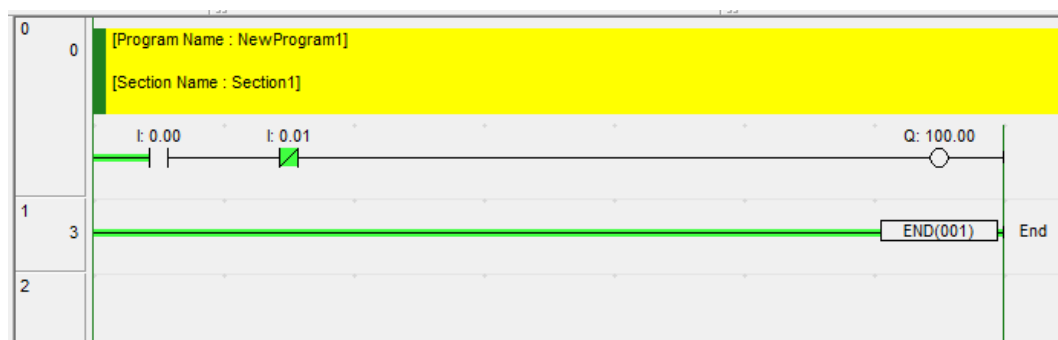 0
0
[Program Name : NewProgram1]
[Section Name : Section1]
I: 0.00
I: 0.01
Q: 100.00
1
3
END(001)
End
2